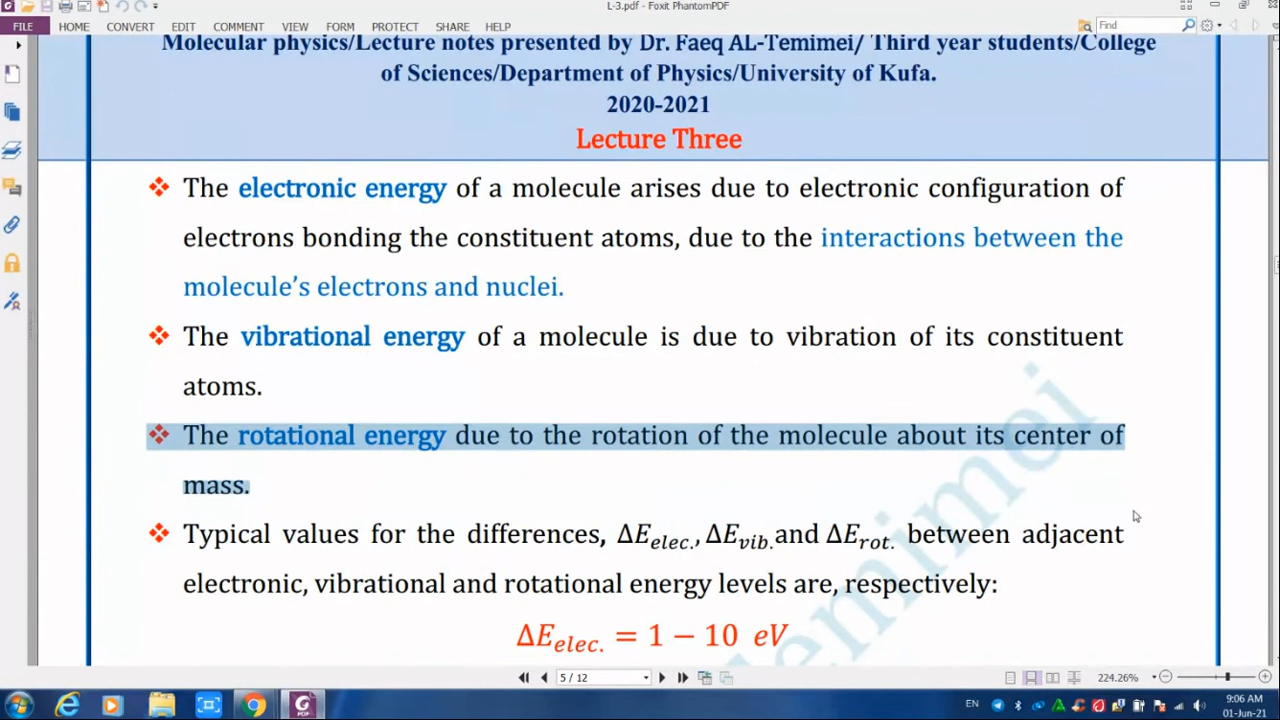 L-3.pdf - Foxit PhantomPDF
FILE HOME CONVERT EDIT COMMENT VIEW FORM PROTECT SHARE HELP Find
Molecular physics/Lecture notes presented by Dr. Faeq AL-Temimei/ Third year students/College
of Sciences/Department of Physics/University of Kufa.
2020-2021
Lecture Three
❖ The electronic energy of a molecule arises due to electronic configuration of
electrons bonding the constituent atoms, due to the interactions between the
molecule’s electrons and nuclei.
❖ The vibrational energy of a molecule is due to vibration of its constituent
atoms.
❖ The rotational energy due to the rotation of the molecule about its center of
mass.
❖ Typical values for the differences, ΔE_elec., ΔE_vib. and ΔE_rot. between adjacent
electronic, vibrational and rotational energy levels are, respectively:
ΔE_elec. = 1 − 10 eV
emimei
5 / 12
224.26%
EN
9:06 AM
01-Jun-21